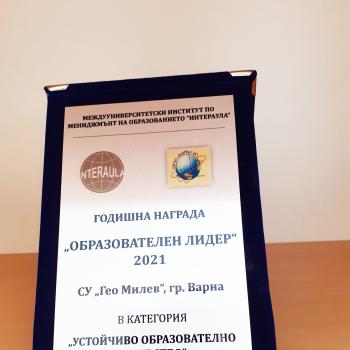 МЕЖДУУНИВЕРСИТЕТСКИ ИНСТИТУТ ПО
МЕНИДЖМЪНТ НА ОБРАЗОВАНИЕТО "ИНТЕРАУЛА"
INTERAULA
ГОДИШНА НАГРАДА
„ОБРАЗОВАТЕЛЕН ЛИДЕР“
2021
СУ „Гео Милев“, гр. Варна
В КАТЕГОРИЯ
„УСТОЙЧИВО ОБРАЗОВАТЕЛНО